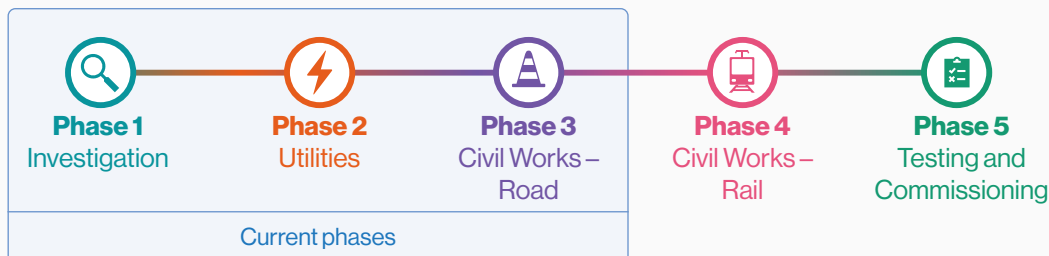 Phase 1
Investigation
Phase 2
Utilities
Phase 3
Civil Works –
Road
Phase 4
Civil Works –
Rail
Phase 5
Testing and
Commissioning
Current phases